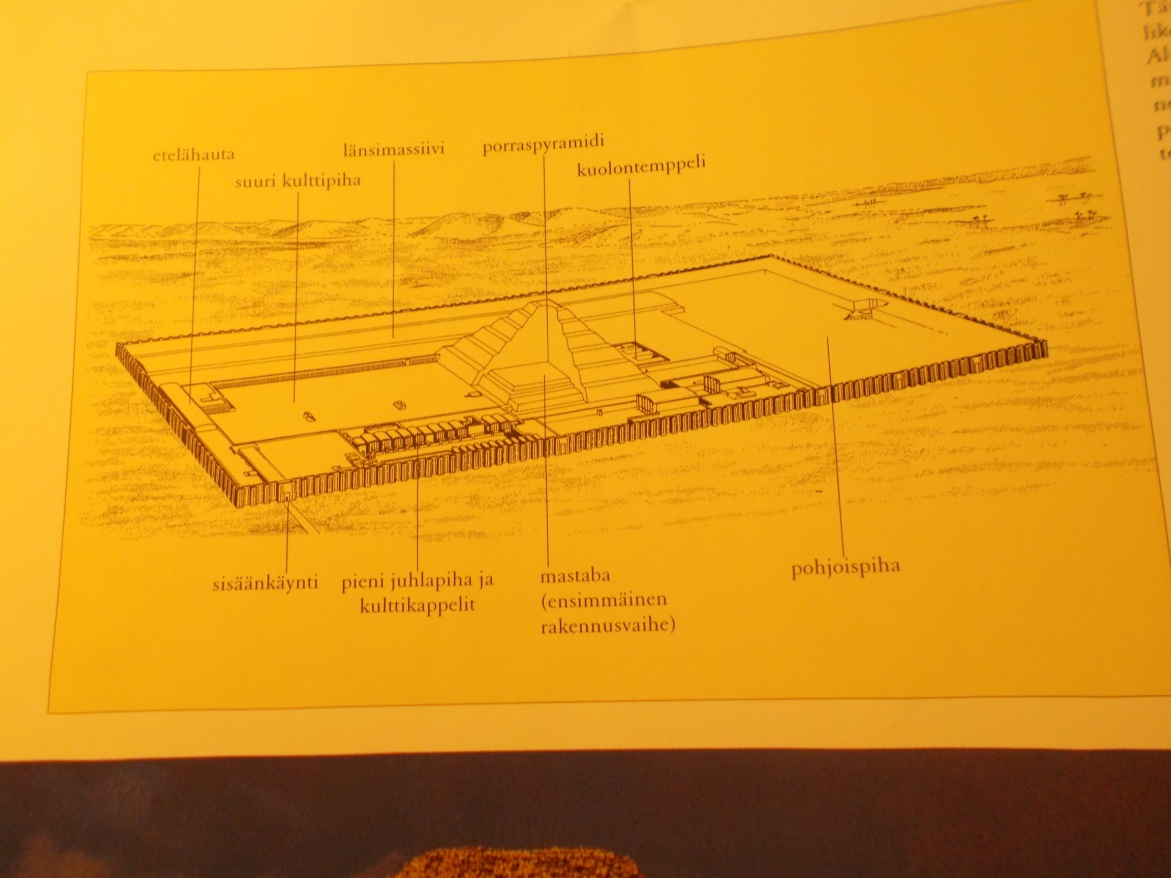 etelähauta
suuri kulttipiha
länsimassiivi
porraspyramidi
kuolontemppeli
sisäänkäynti
pieni juhlapiha ja
kulttikappelit
mastaba
(ensimmäinen
rakennusvaihe)
pohjoispiha